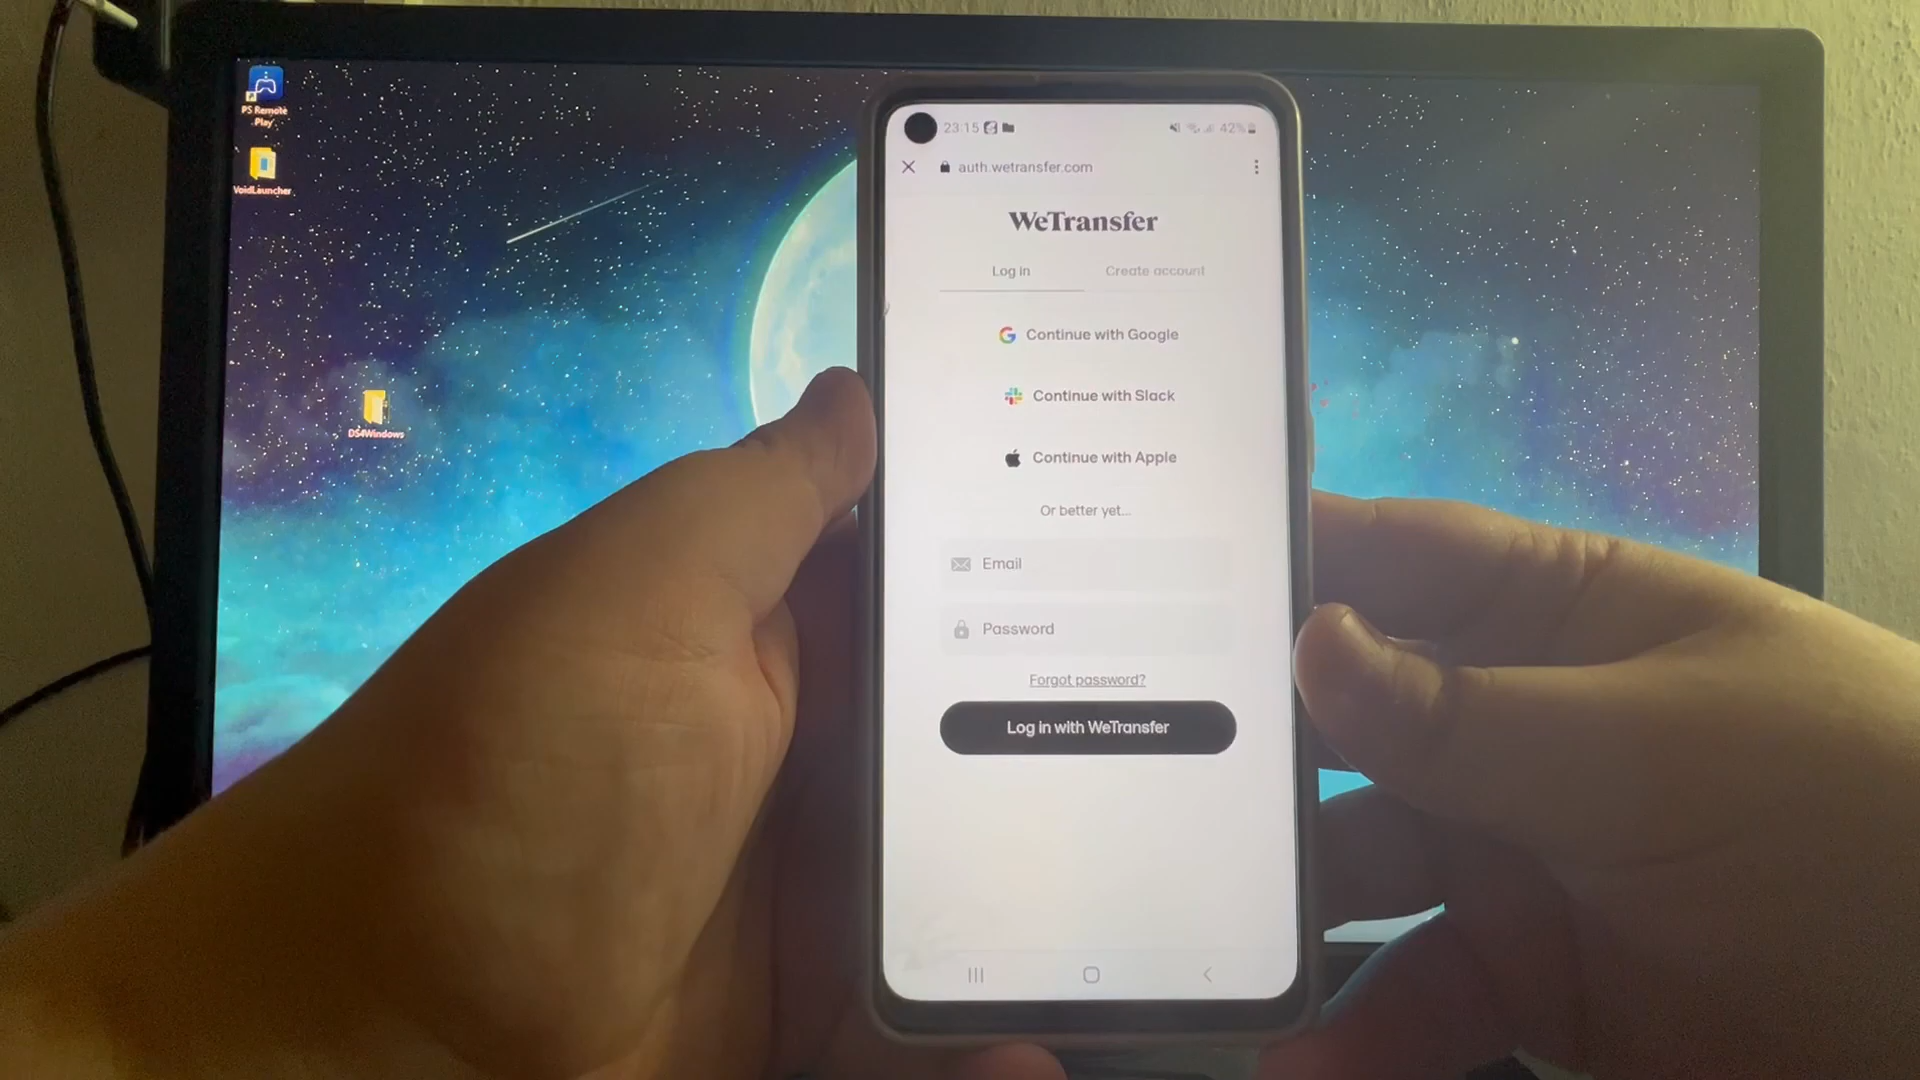 PS Remote
Play
VoidLauncher
DS4Windows
23:15
42%
auth.wetransfer.com
WeTransfer
Log in
Create account
Continue with Google
Continue with Slack
Continue with Apple
Or better yet...
Email
Password
Forgot password?
Log in with WeTransfer